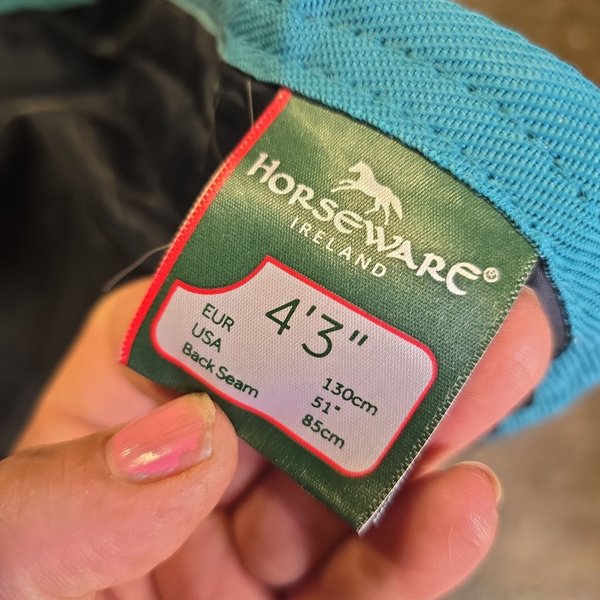 HORSEWARE®
IRELAND
4'3"
EUR 130cm
USA 51"
Back Seam 85cm